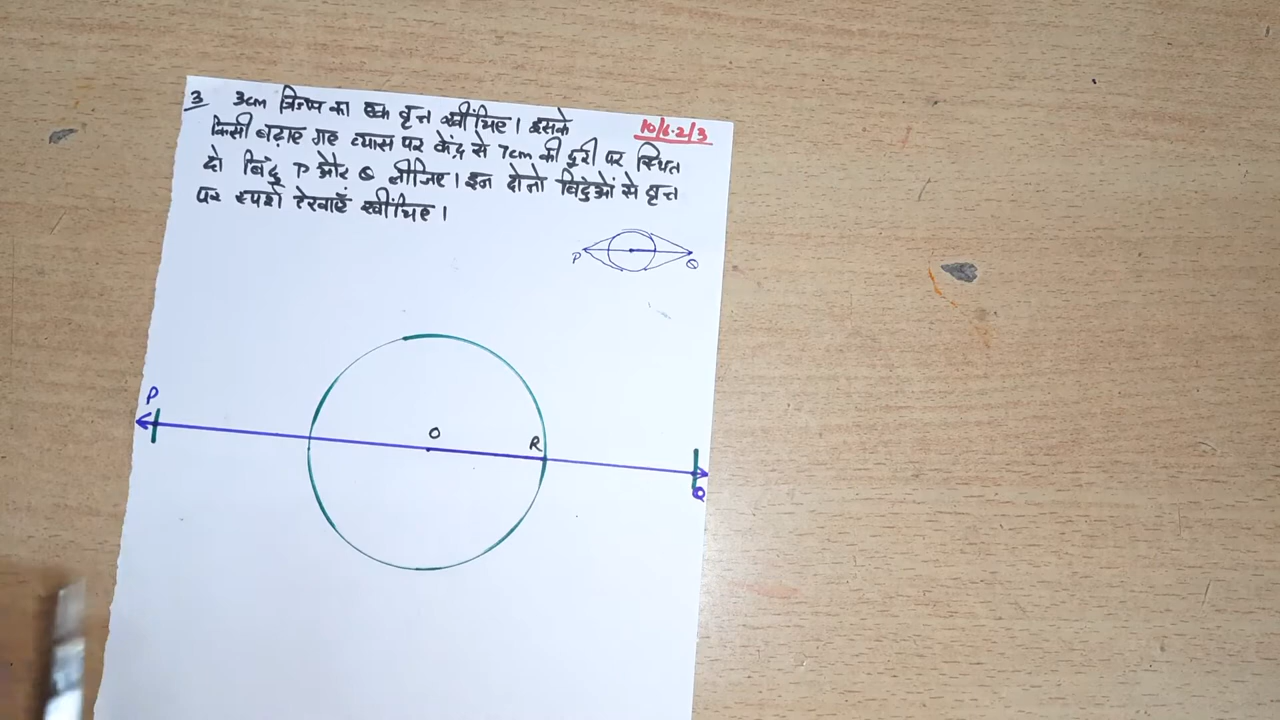 3 3cm त्रिज्या का एक वृत्त खींचिए। इसके
10/6.2/3
किसी बढ़ाए गए व्यास पर केंद्र से 7cm की दूरी पर स्थित
दो बिंदु P और Q लीजिए। इन दोनो बिंदुओं से वृत्त
पर स्पर्श रेखाएँ खींचिए।
P Q
P
O
R
Q